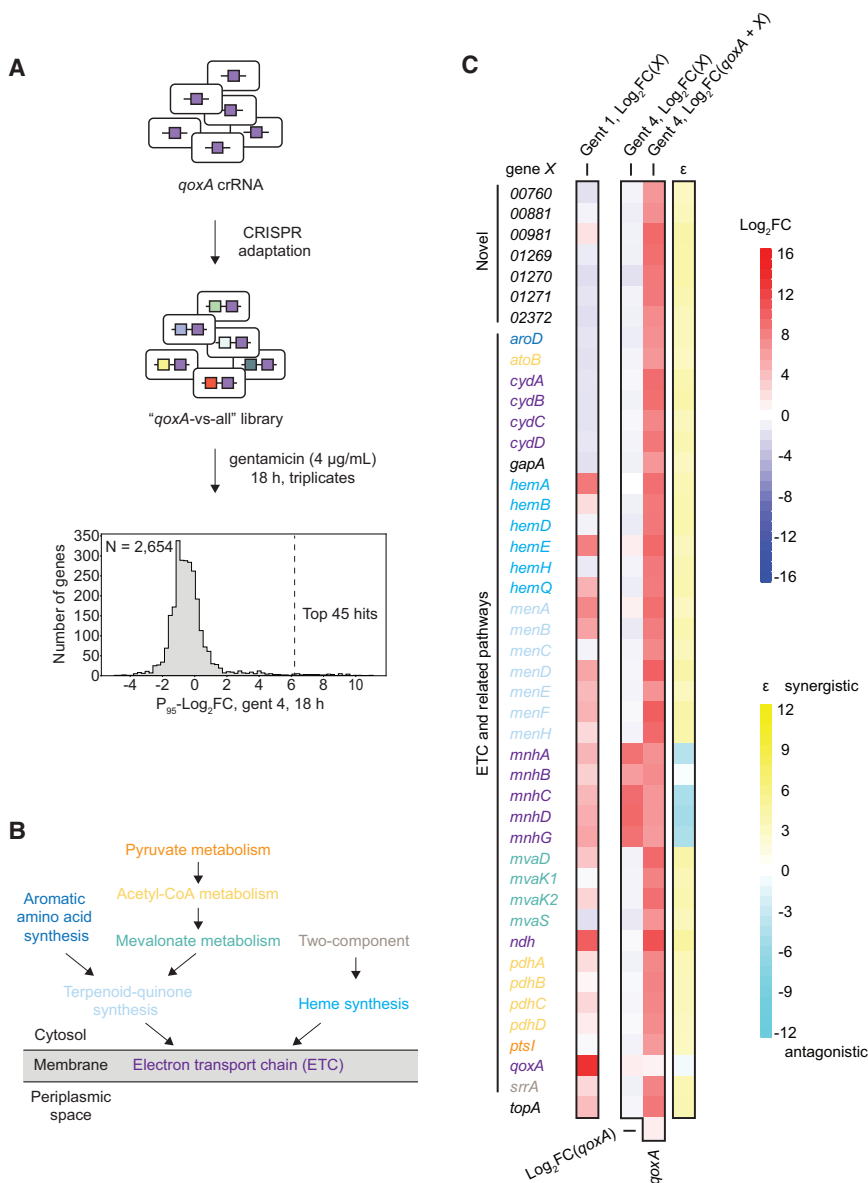 A
qoxA crRNA
CRISPR
adaptation
"qoxA-vs-all" library
gentamicin (4 µg/mL)
18 h, triplicates
Number of genes
350
300
250
200
150
100
50
0
N = 2,654
Top 45 hits
-4 -2 0 2 4 6 8 10
P95-Log2FC, gent 4, 18 h
B
Pyruvate metabolism
Acetyl-CoA metabolism
Aromatic
amino acid
synthesis
Mevalonate metabolism
Two-component
Terpenoid-quinone
synthesis
Heme synthesis
Cytosol
Membrane
Electron transport chain (ETC)
Periplasmic
space
C
gene X
Gent 1, Log2FC(X)
Gent 4, Log2FC(X)
Gent 4, Log2FC(qoxA + X)
ε
Novel
00760
00881
00981
01269
01270
01271
02372
ETC and related pathways
aroD
atoB
cydA
cydB
cydC
cydD
gapA
hemA
hemB
hemD
hemE
hemH
hemQ
menA
menB
menC
menD
menE
menF
menH
mnhA
mnhB
mnhC
mnhD
mnhG
mvaD
mvaK1
mvaK2
mvaS
ndh
pdhA
pdhB
pdhC
pdhD
ptsI
qoxA
srrA
topA
Log2FC(qoxA)
qoxA
Log2FC
16
12
8
4
0
-4
-8
-12
-16
ε synergistic
12
9
6
3
0
-3
-6
-9
-12
antagonistic